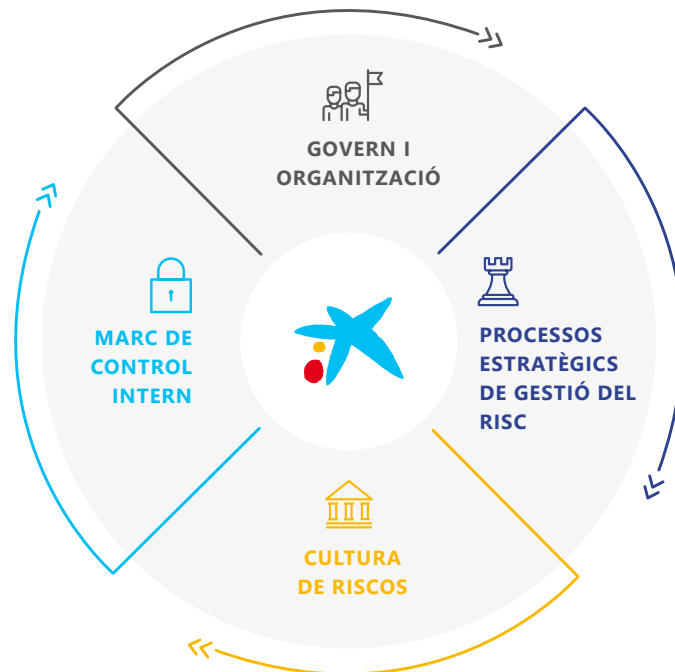 GOVERN I
ORGANITZACIÓ
PROCESSOS
ESTRATÈGICS
DE GESTIÓ DEL
RISC
CULTURA
DE RISCOS
MARC DE
CONTROL
INTERN